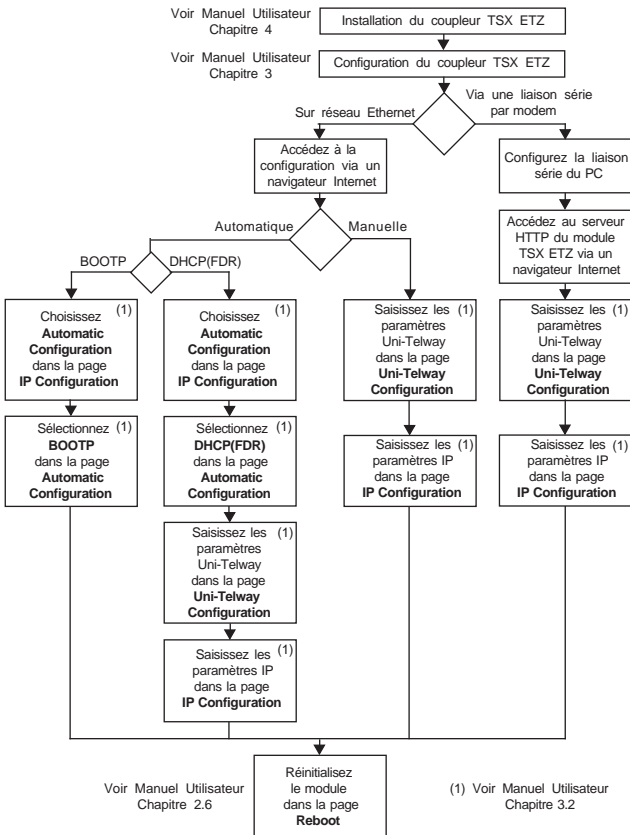 Voir Manuel Utilisateur
Chapitre 4
Installation du coupleur TSX ETZ
Voir Manuel Utilisateur
Chapitre 3
Configuration du coupleur TSX ETZ
Sur réseau Ethernet
Via une liaison série
par modem
Accédez à la
configuration via un
navigateur Internet
Configurez la liaison
série du PC
Automatique
Manuelle
Accédez au serveur
HTTP du module
TSX ETZ via un
navigateur Internet
BOOTP
DHCP(FDR)
Choisissez (1)
Automatic
Configuration
dans la page
IP Configuration
Choisissez (1)
Automatic
Configuration
dans la page
IP Configuration
Saisissez les (1)
paramètres
Uni-Telway
dans la page
Uni-Telway
Configuration
Saisissez les (1)
paramètres
Uni-Telway
dans la page
Uni-Telway
Configuration
Sélectionnez (1)
BOOTP
dans la page
Automatic
Configuration
Sélectionnez (1)
DHCP(FDR)
dans la page
Automatic
Configuration
Saisissez les (1)
paramètres IP
dans la page
IP Configuration
Saisissez les (1)
paramètres IP
dans la page
IP Configuration
Saisissez les (1)
paramètres
Uni-Telway
dans la page
Uni-Telway
Configuration
Saisissez les (1)
paramètres IP
dans la page
IP Configuration
Voir Manuel Utilisateur
Chapitre 2.6
Réinitialisez
le module
dans la page
Reboot
(1) Voir Manuel Utilisateur
Chapitre 3.2